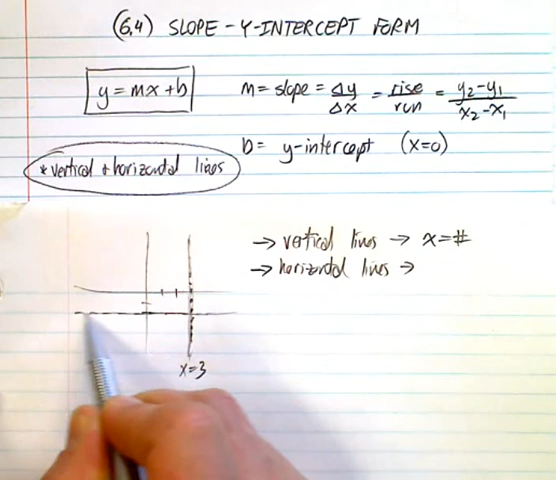 (6.4) SLOPE - Y-INTERCEPT FORM
y = mx + b
m = slope = Δy/Δx = rise/run = y₂-y₁/x₂-x₁
b = y-intercept (x=0)
*vertical + horizontal lines
→ vertical lines → x=#
→ horizontal lines →
x=3